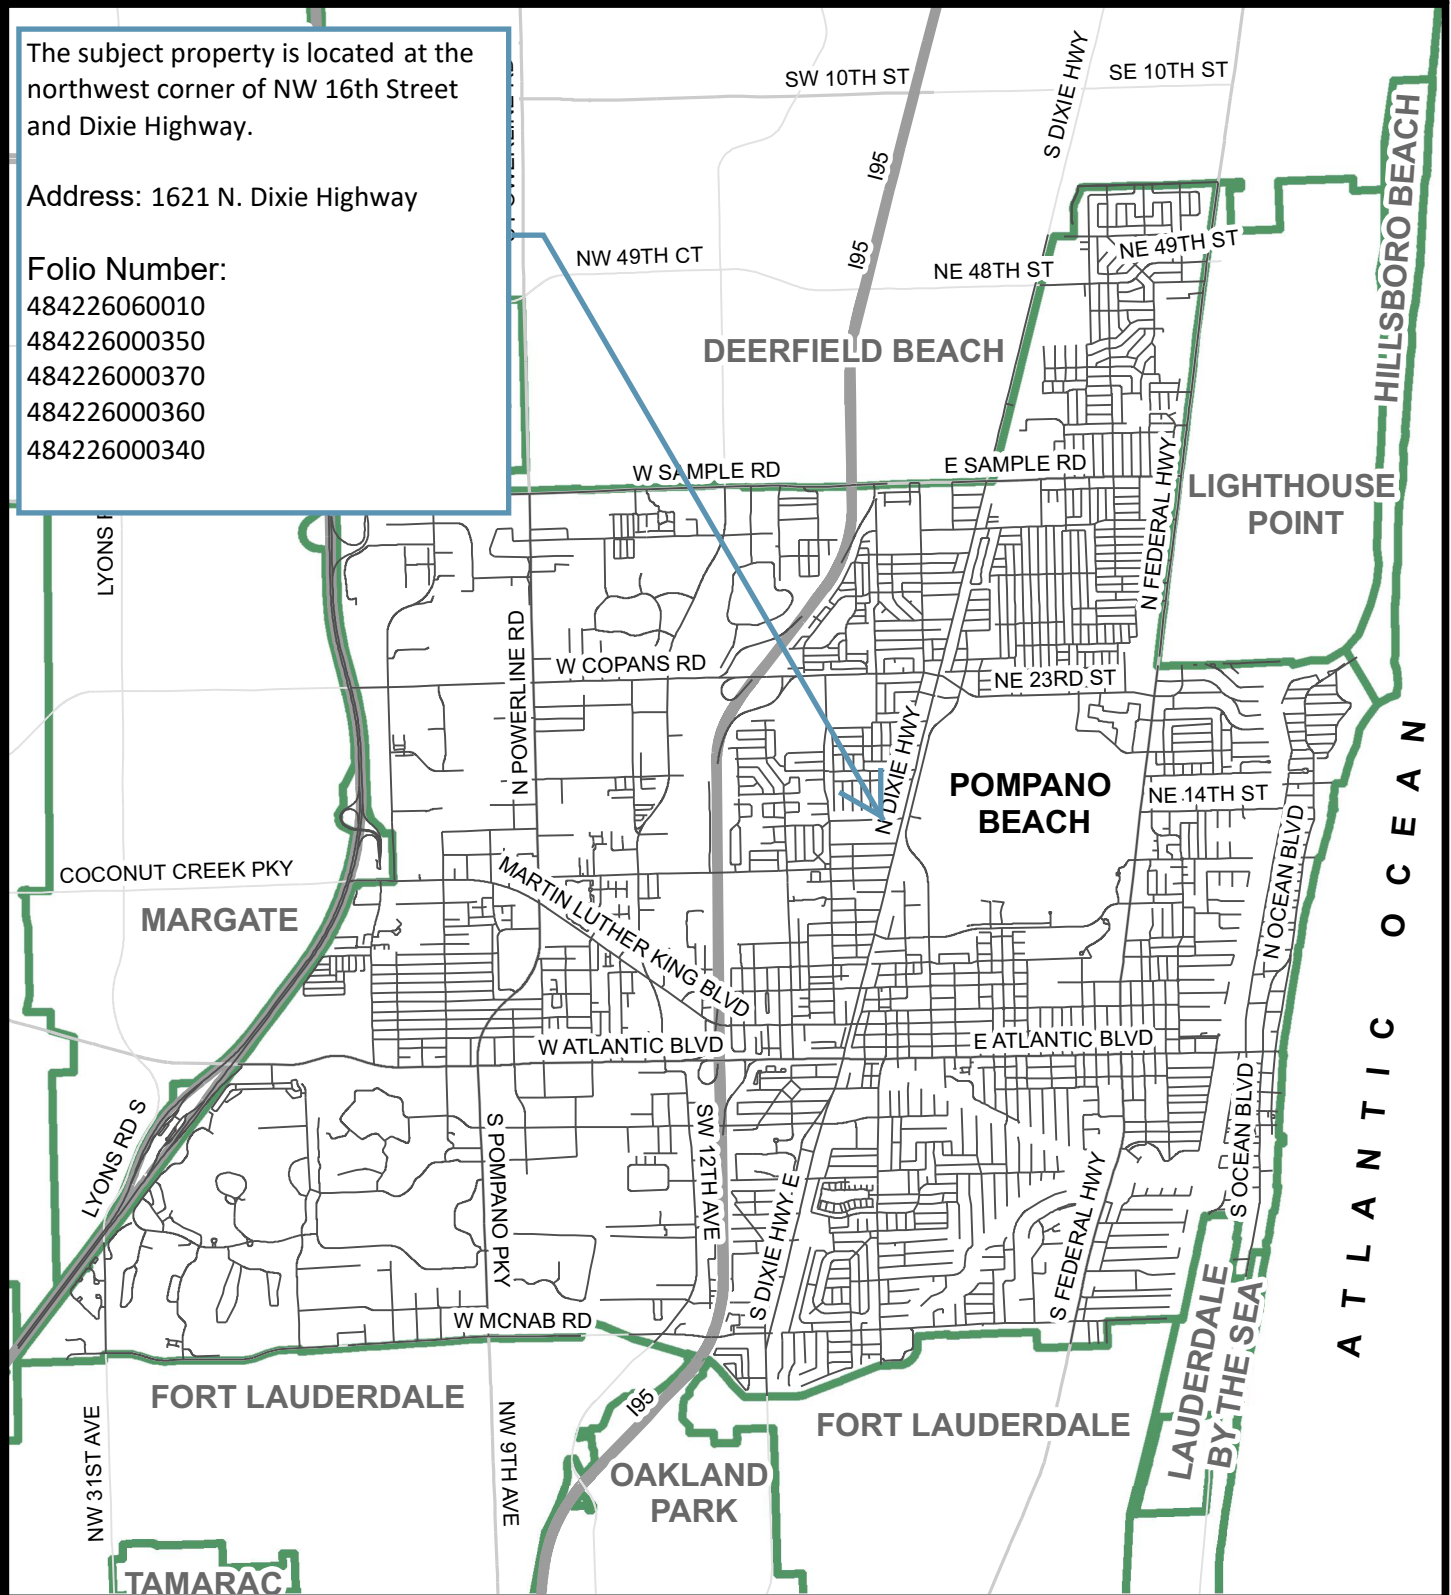 The subject property is located at the
northwest corner of NW 16th Street
and Dixie Highway.
Address: 1621 N. Dixie Highway
Folio Number:
484226060010
484226000350
484226000370
484226000360
484226000340
SW 10TH ST
SE 10TH ST
S DIXIE HWY
I95
HILLSBORO BEACH
NW 49TH CT
I95
NE 49TH ST
NE 48TH ST
DEERFIELD BEACH
W SAMPLE RD
E SAMPLE RD
N FEDERAL HWY
LIGHTHOUSE
POINT
LYONS
N POWERLINE RD
W COPANS RD
NE 23RD ST
N DIXIE HWY
POMPANO
BEACH
NE 14TH ST
N OCEAN BLVD
COCONUT CREEK PKY
MARGATE
MARTIN LUTHER KING BLVD
ATLANTIC OCEAN
W ATLANTIC BLVD
E ATLANTIC BLVD
LYONS RD S
S POMPANO PKY
SW 12TH AVE
S DIXIE HWY E
S FEDERAL HWY
S OCEAN BLVD
W MCNAB RD
LAUDERDALE
BY THE SEA
FORT LAUDERDALE
FORT LAUDERDALE
I95
NW 31ST AVE
NW 9TH AVE
OAKLAND
PARK
TAMARAC